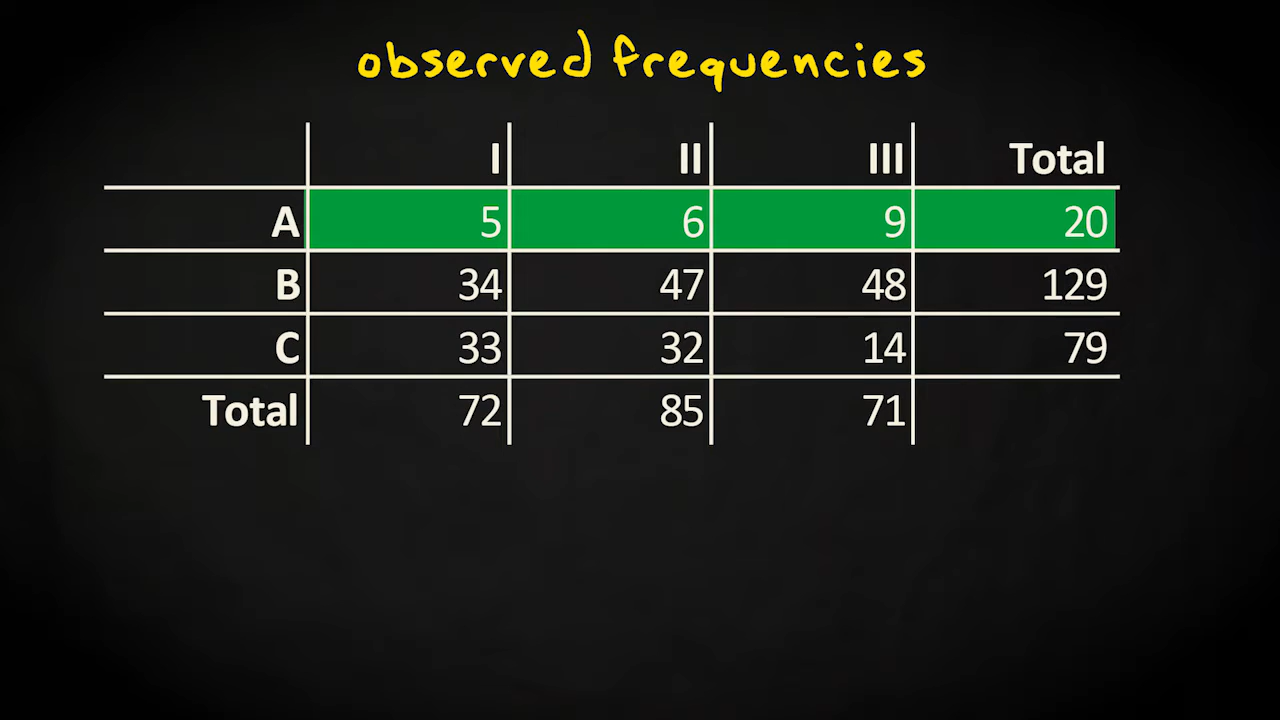 observed frequencies
I II III Total
A 5 6 9 20
B 34 47 48 129
C 33 32 14 79
Total 72 85 71